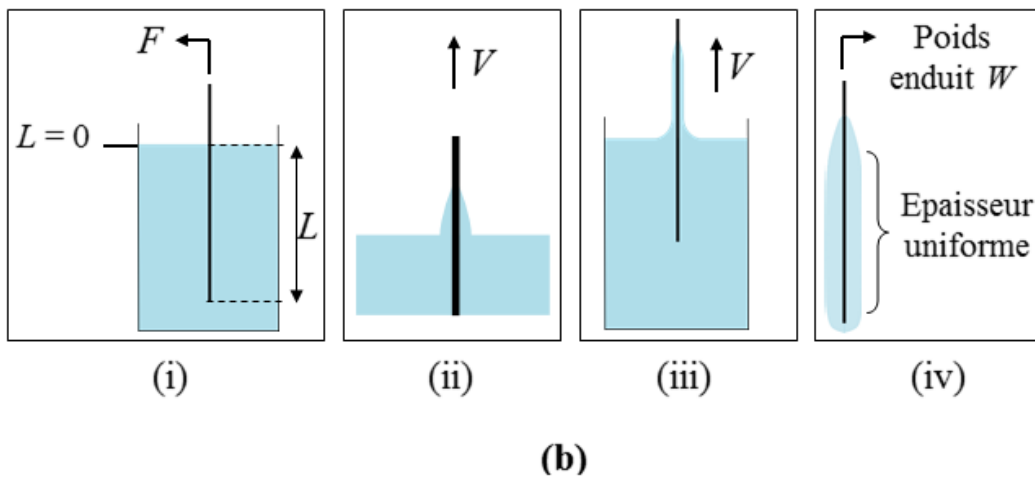 F
L = 0
L
(i)
V
(ii)
V
(iii)
Poids
enduit W
Epaisseur
uniforme
(iv)
(b)